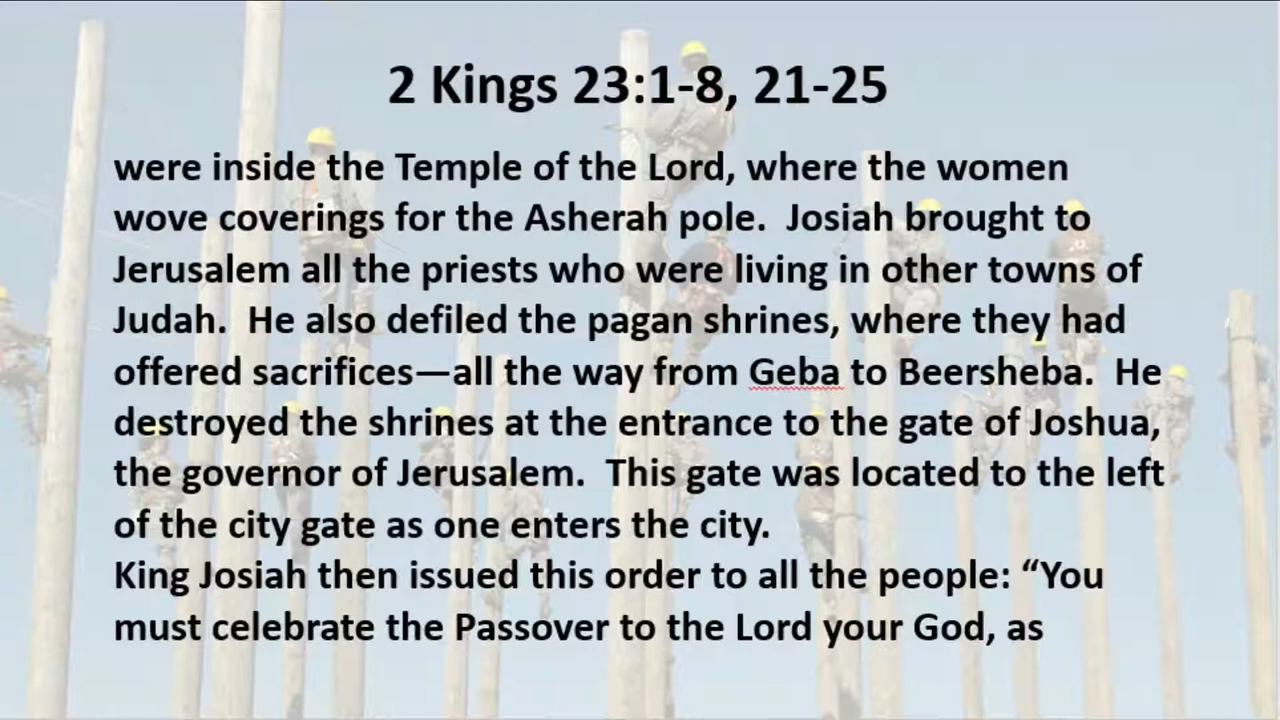 2 Kings 23:1-8, 21-25
were inside the Temple of the Lord, where the women
wove coverings for the Asherah pole.  Josiah brought to
Jerusalem all the priests who were living in other towns of
Judah.  He also defiled the pagan shrines, where they had
offered sacrifices—all the way from Geba to Beersheba.  He
destroyed the shrines at the entrance to the gate of Joshua,
the governor of Jerusalem.  This gate was located to the left
of the city gate as one enters the city.
King Josiah then issued this order to all the people: “You
must celebrate the Passover to the Lord your God, as